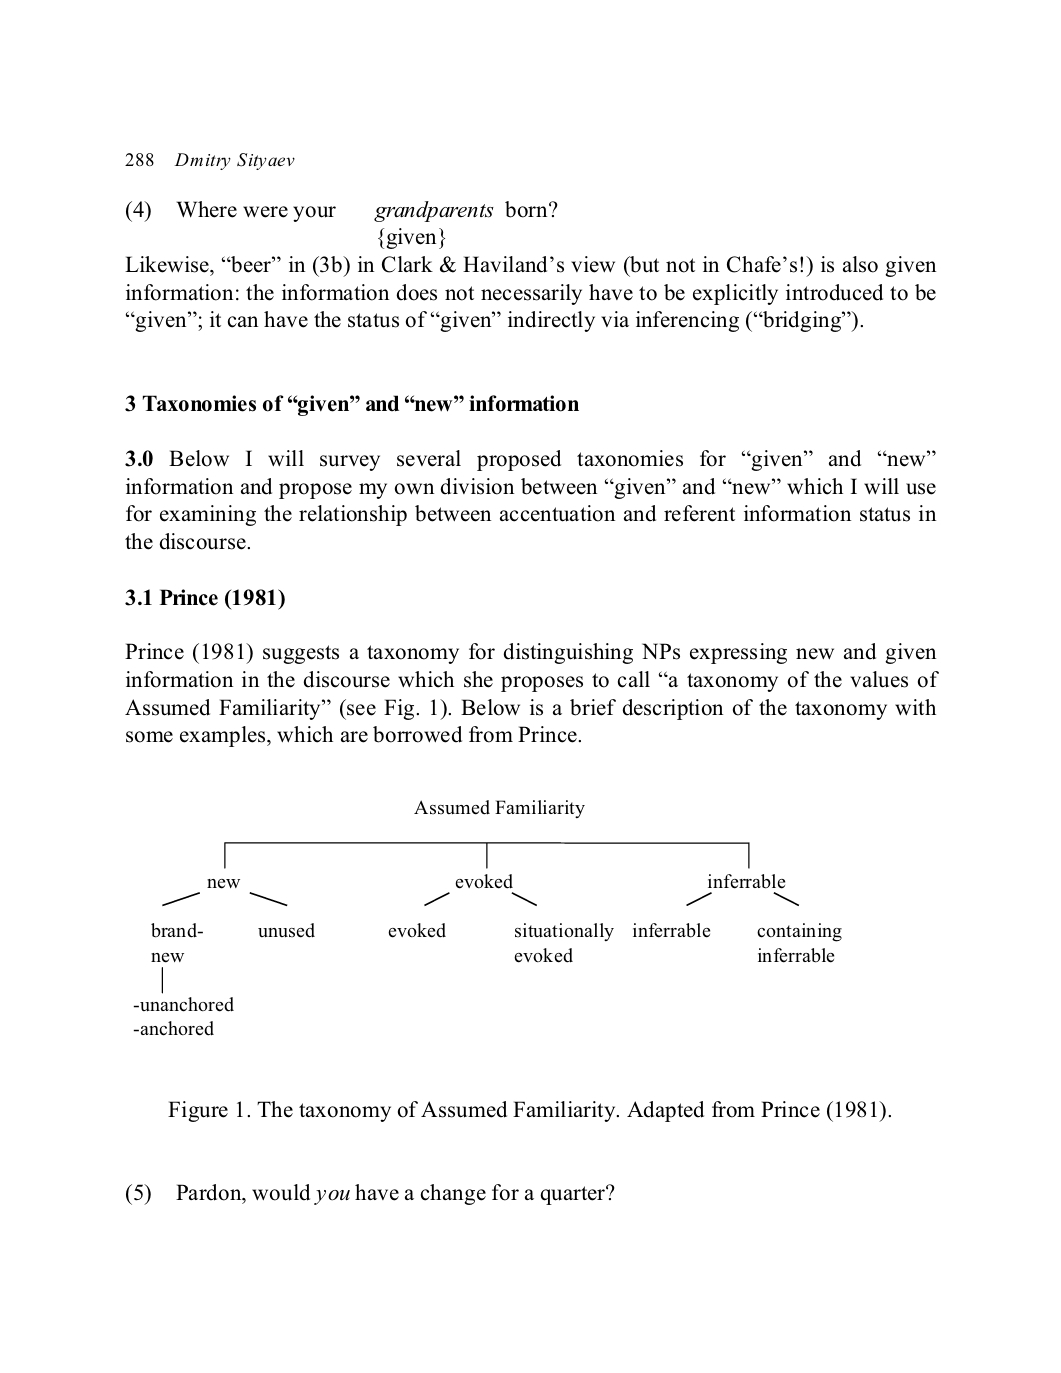 288 Dmitry Sityaev
(4) Where were your grandparents born?
{given}
Likewise, “beer” in (3b) in Clark & Haviland’s view (but not in Chafe’s!) is also given
information: the information does not necessarily have to be explicitly introduced to be
“given”; it can have the status of “given” indirectly via inferencing (“bridging”).
3 Taxonomies of “given” and “new” information
3.0 Below I will survey several proposed taxonomies for “given” and “new”
information and propose my own division between “given” and “new” which I will use
for examining the relationship between accentuation and referent information status in
the discourse.
3.1 Prince (1981)
Prince (1981) suggests a taxonomy for distinguishing NPs expressing new and given
information in the discourse which she proposes to call “a taxonomy of the values of
Assumed Familiarity” (see Fig. 1). Below is a brief description of the taxonomy with
some examples, which are borrowed from Prince.
Assumed Familiarity
new evoked inferrable
brand- unused evoked situationally inferrable containing
new evoked inferrable
-unanchored
-anchored
Figure 1. The taxonomy of Assumed Familiarity. Adapted from Prince (1981).
(5) Pardon, would you have a change for a quarter?